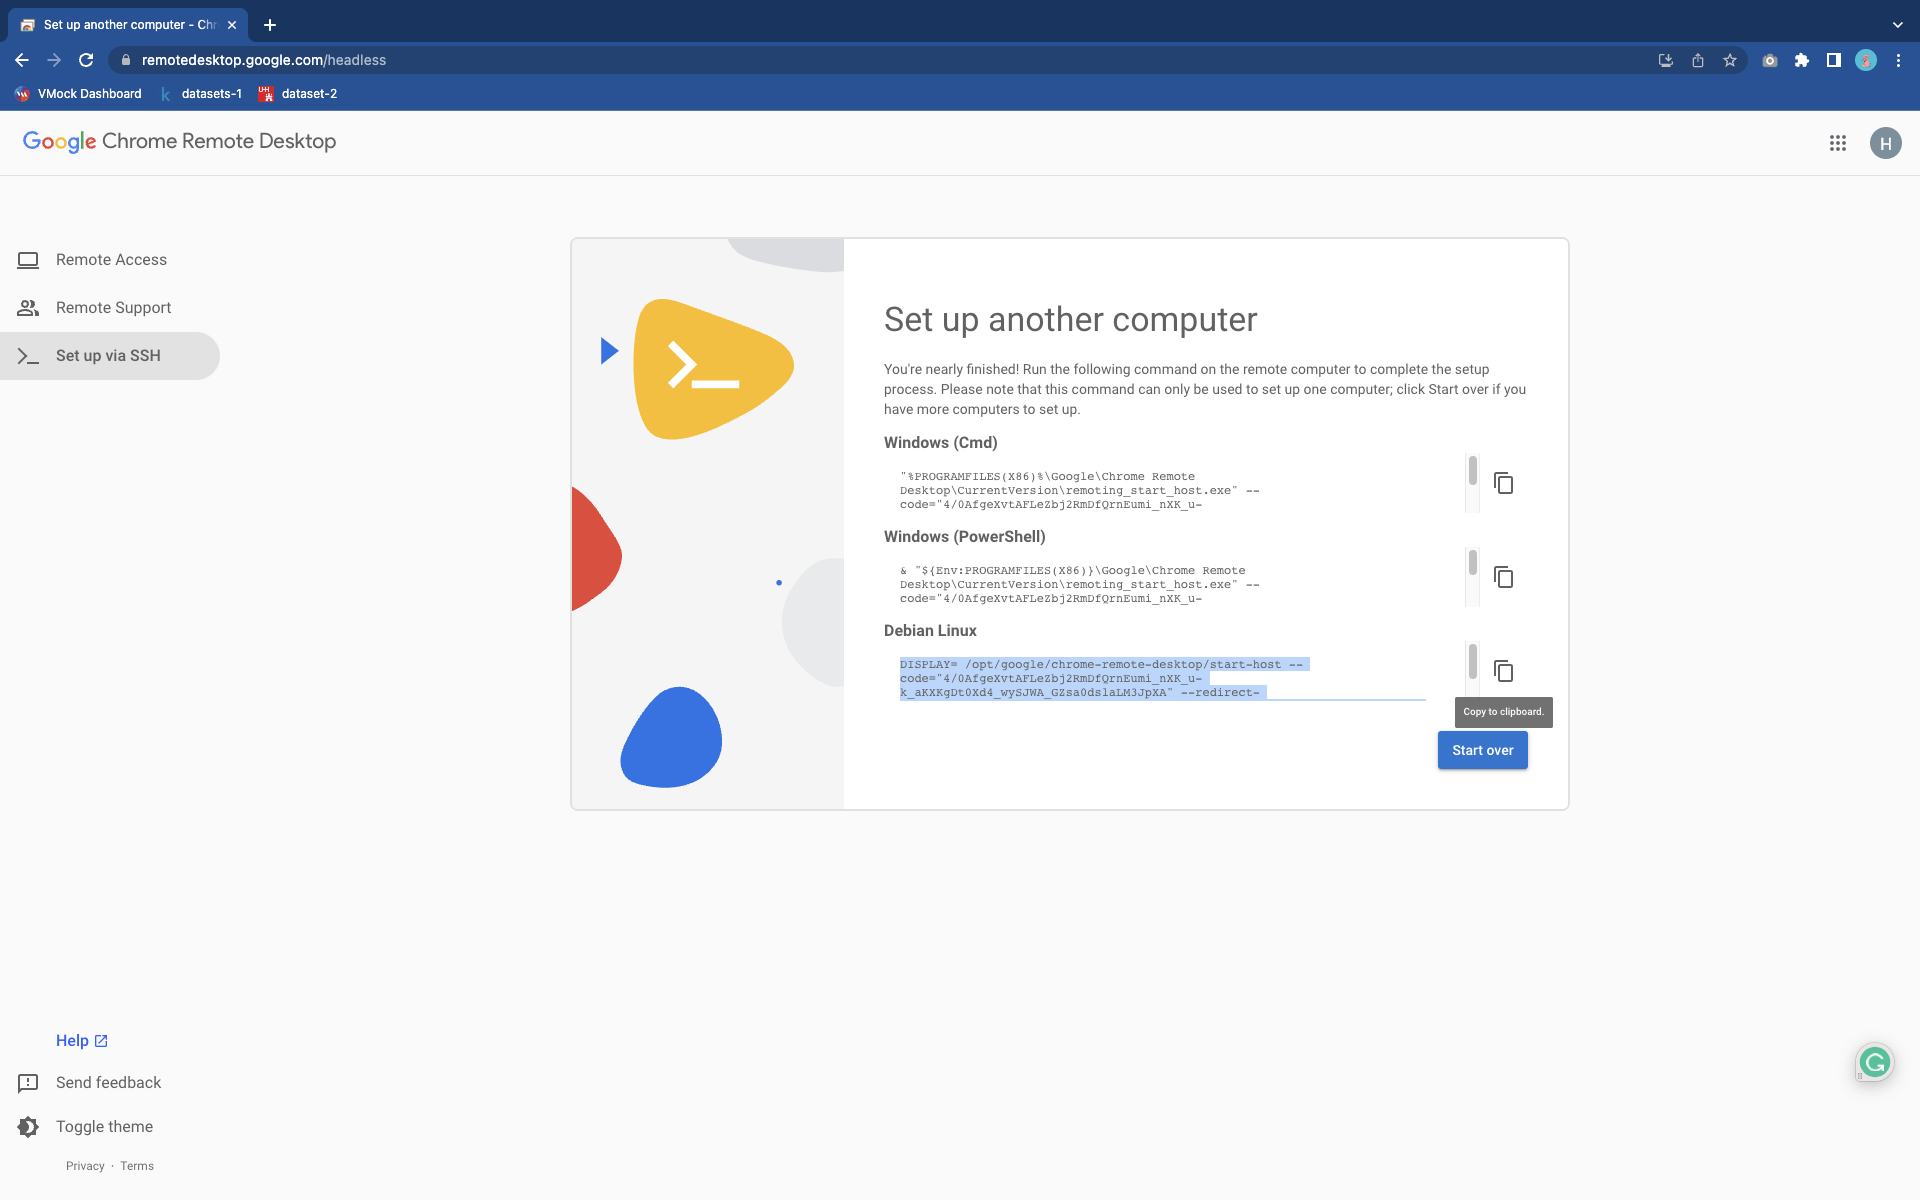 Set up another computer - Chr
remotedesktop.google.com/headless
VMock Dashboard
datasets-1
dataset-2
Google Chrome Remote Desktop
H
Remote Access
Remote Support
Set up via SSH
Set up another computer
You're nearly finished! Run the following command on the remote computer to complete the setup
process. Please note that this command can only be used to set up one computer; click Start over if you
have more computers to set up.
Windows (Cmd)
"%PROGRAMFILES(X86)%\Google\Chrome Remote
Desktop\CurrentVersion\remoting_start_host.exe" --
code="4/0AfgeXvtAFLeZbj2RmDfQrnEumi_nXK_u-
Windows (PowerShell)
& "${Env:PROGRAMFILES(X86)}\Google\Chrome Remote
Desktop\CurrentVersion\remoting_start_host.exe" --
code="4/0AfgeXvtAFLeZbj2RmDfQrnEumi_nXK_u-
Debian Linux
DISPLAY= /opt/google/chrome-remote-desktop/start-host --
code="4/0AfgeXvtAFLeZbj2RmDfQrnEumi_nXK_u-
k_aKXKgDt0Xd4_wySJWA_GZsa0dslaLM3JpXA" --redirect-
Copy to clipboard.
Start over
Help
Send feedback
Toggle theme
Privacy · Terms